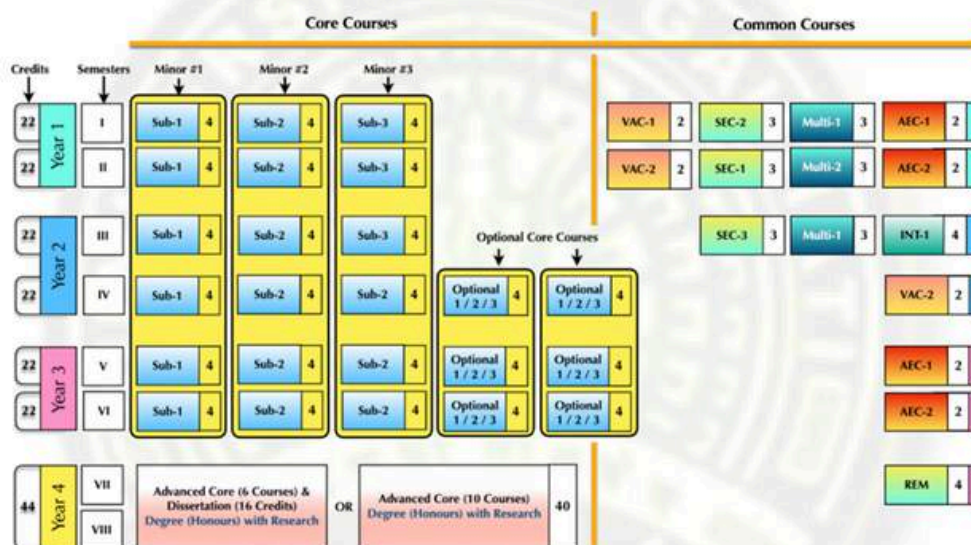 Core Courses
Common Courses
Credits
Semesters
Minor #1
Minor #2
Minor #3
22
Year 1
I
Sub-1 4
Sub-2 4
Sub-3 4
VAC-1 2
SEC-2 3
Multi-1 3
AEC-1 2
22
II
Sub-1 4
Sub-2 4
Sub-3 4
VAC-2 2
SEC-1 3
Multi-2 3
AEC-2 2
22
Year 2
III
Sub-1 4
Sub-2 4
Sub-3 4
Optional Core Courses
SEC-3 3
Multi-1 3
INT-1 4
22
IV
Sub-1 4
Sub-2 4
Sub-2 4
Optional
1 / 2 / 3
4
Optional
1 / 2 / 3
4
VAC-2 2
22
Year 3
V
Sub-1 4
Sub-2 4
Sub-2 4
Optional
1 / 2 / 3
4
Optional
1 / 2 / 3
4
AEC-1 2
22
VI
Sub-1 4
Sub-2 4
Sub-2 4
Optional
1 / 2 / 3
4
Optional
1 / 2 / 3
4
AEC-2 2
44
Year 4
VII
VIII
Advanced Core (6 Courses) &
Dissertation (16 Credits)
Degree (Honours) with Research
OR
Advanced Core (10 Courses)
Degree (Honours) with Research
40
REM 4